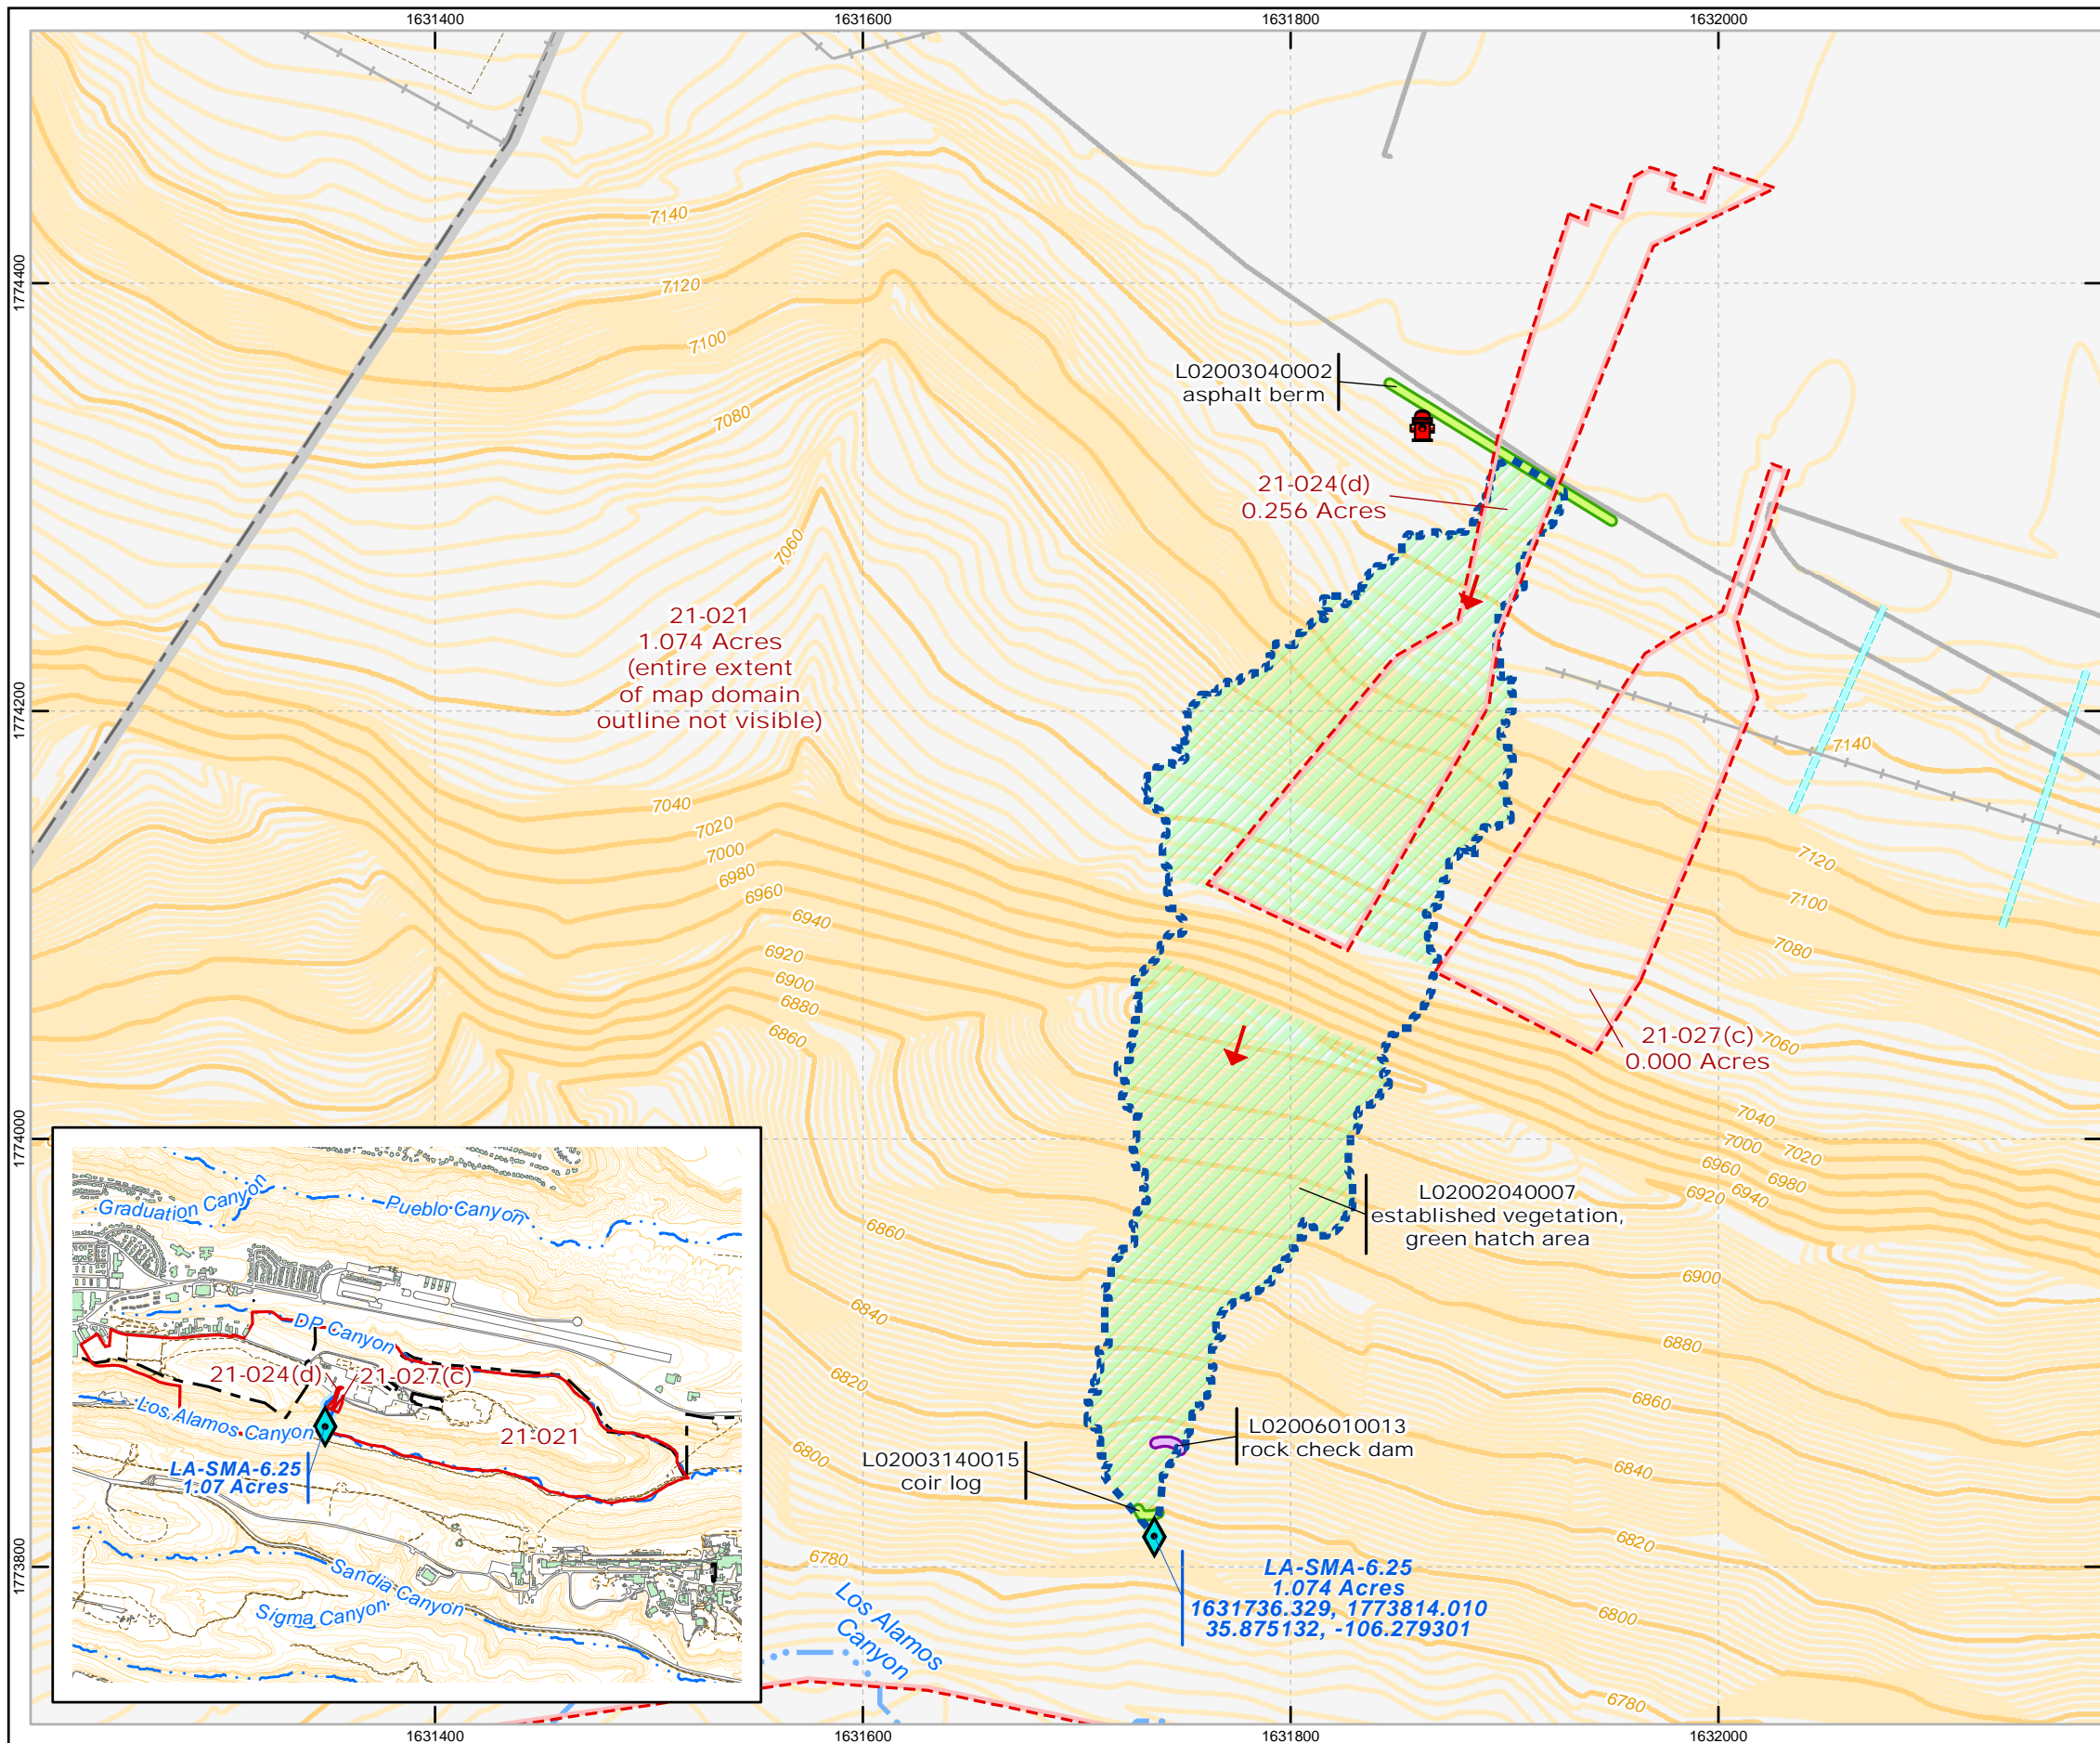 1631400
1631600
1631800
1632000
1774400
1774200
1774000
1773800
7140
7120
7100
7080
7060
7040
7020
7000
6980
6960
6940
6920
6900
6880
6860
L02003040002
asphalt berm
21-024(d)
0.256 Acres
21-021
1.074 Acres
(entire extent
of map domain
outline not visible)
7140
7120
7100
7080
7060
21-027(c)
0.000 Acres
7040
7000
7020
6960
6980
6920
6940
L02002040007
established vegetation,
green hatch area
6860
6840
6820
6800
6780
6900
6880
6860
6840
6820
6800
6780
L02006010013
rock check dam
L02003140015
coir log
LA-SMA-6.25
1.074 Acres
1631736.329, 1773814.010
35.875132, -106.279301
Los Alamos
Canyon
Graduation Canyon
Pueblo Canyon
DP Canyon
21-024(d)
21-027(c)
Los Alamos Canyon
21-021
LA-SMA-6.25
1.07 Acres
Sandia Canyon
Sigma Canyon
1631400
1631600
1631800
1632000